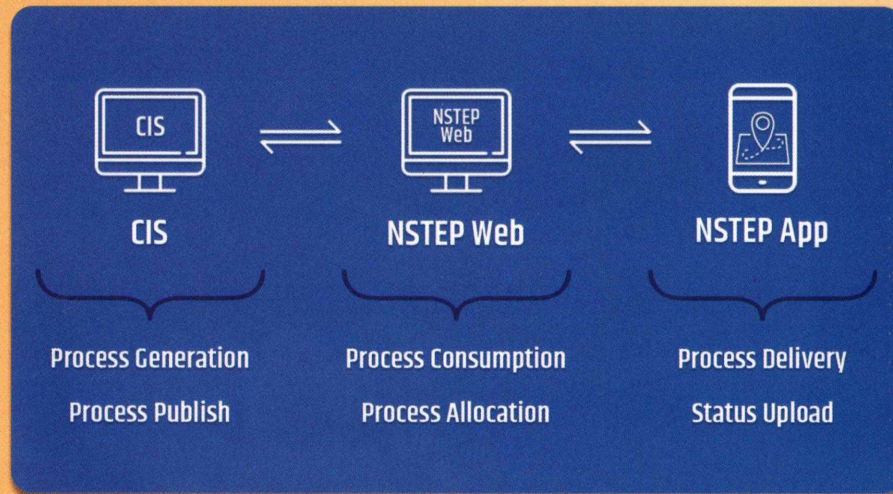 CIS
NSTEP
Web
CIS
NSTEP Web
NSTEP App
Process Generation
Process Consumption
Process Delivery
Process Publish
Process Allocation
Status Upload